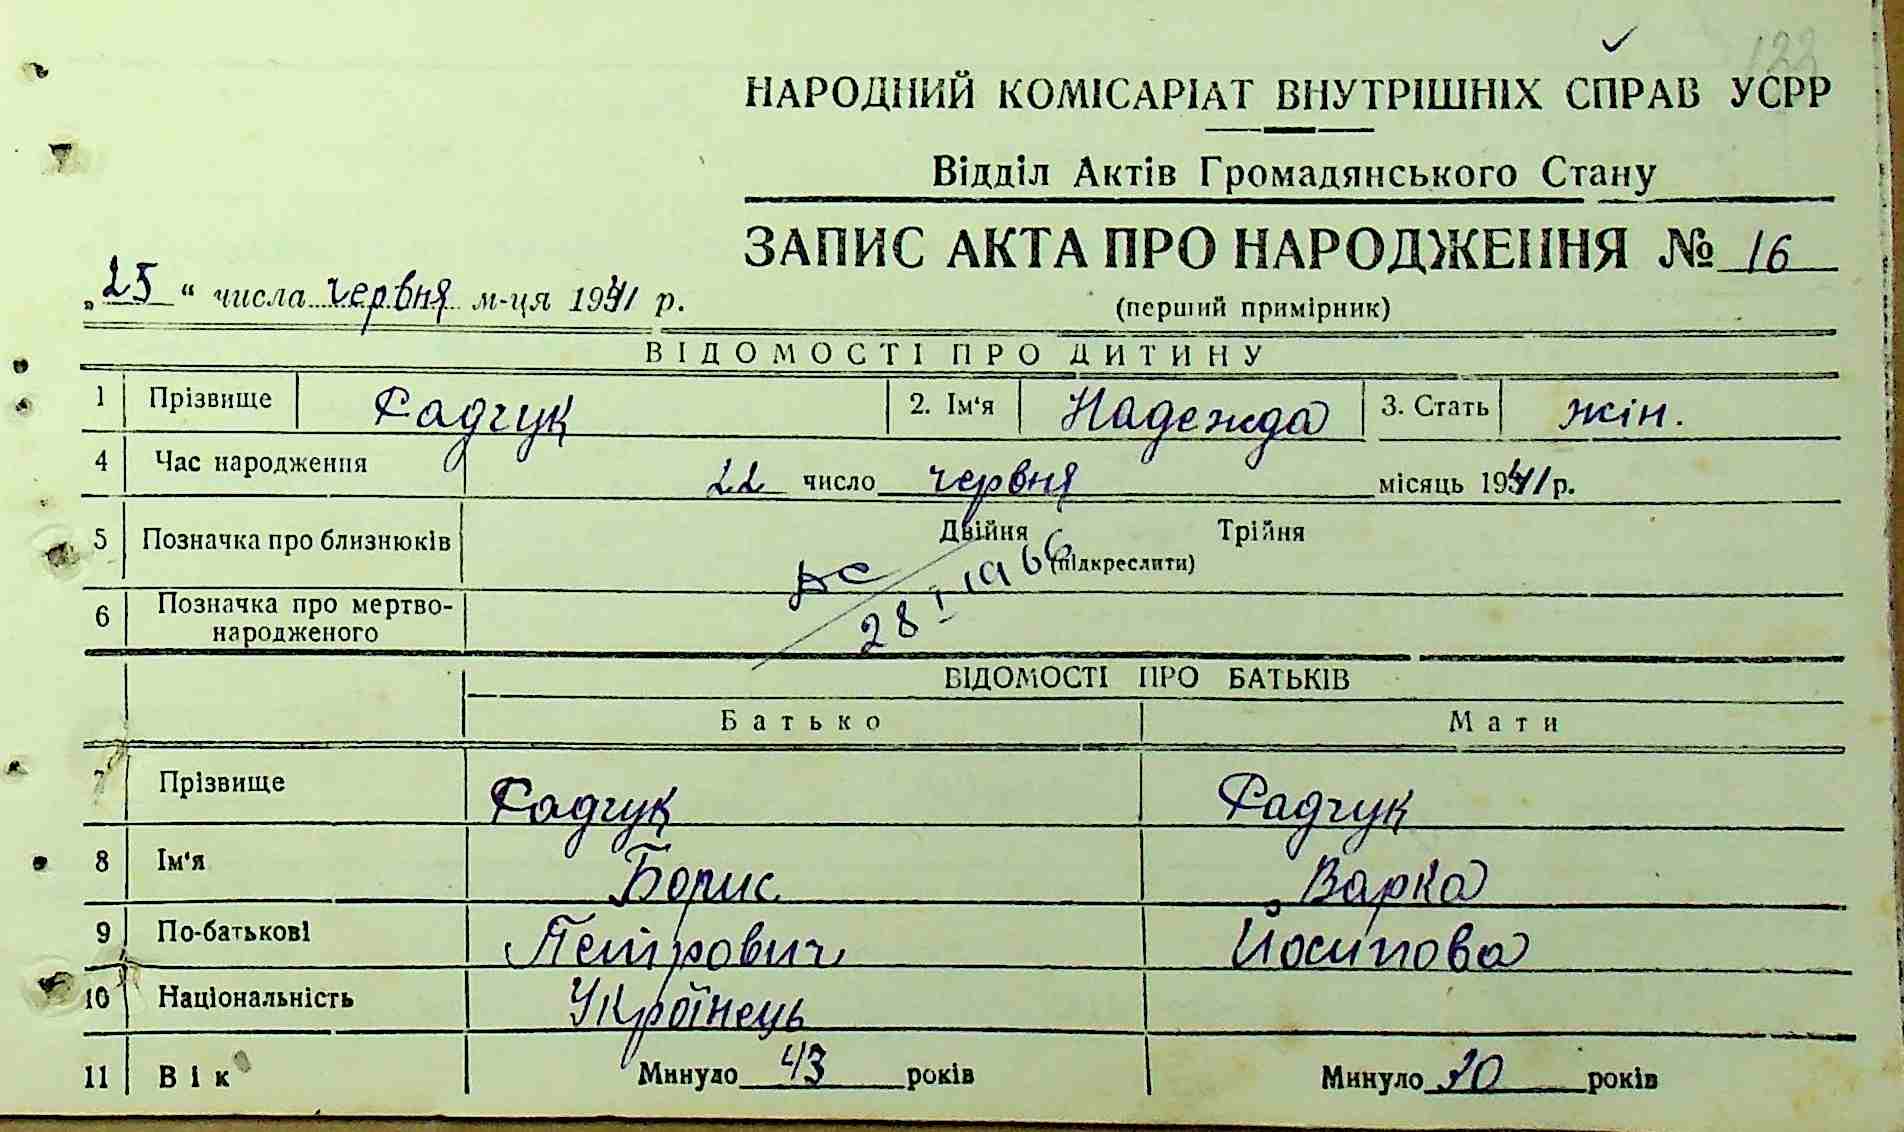 122
НАРОДНИЙ КОМІСАРІАТ ВНУТРІШНІХ СПРАВ УСРР
Відділ Актів Громадянського Стану
ЗАПИС АКТА ПРО НАРОДЖЕННЯ № 16
„25“ числа червня м-ця 1941 р.
(перший примірник)
ВІДОМОСТІ ПРО ДИТИНУ
1 Прізвище Радчук 2. Ім'я Надежда 3. Стать жін.
4 Час народження 22 число червня місяць 1941 р.
5 Позначка про близнюків Двійня Трійня
(підкреслити)
28 I 1966
6 Позначка про мертво-
народженого
ВІДОМОСТІ ПРО БАТЬКІВ
Батько Мати
7 Прізвище Радчук Радчук
8 Ім'я Борис Варка
9 По-батькові Петрович Йосипова
10 Національність Українець
11 Вік Минуло 43 років Минуло років